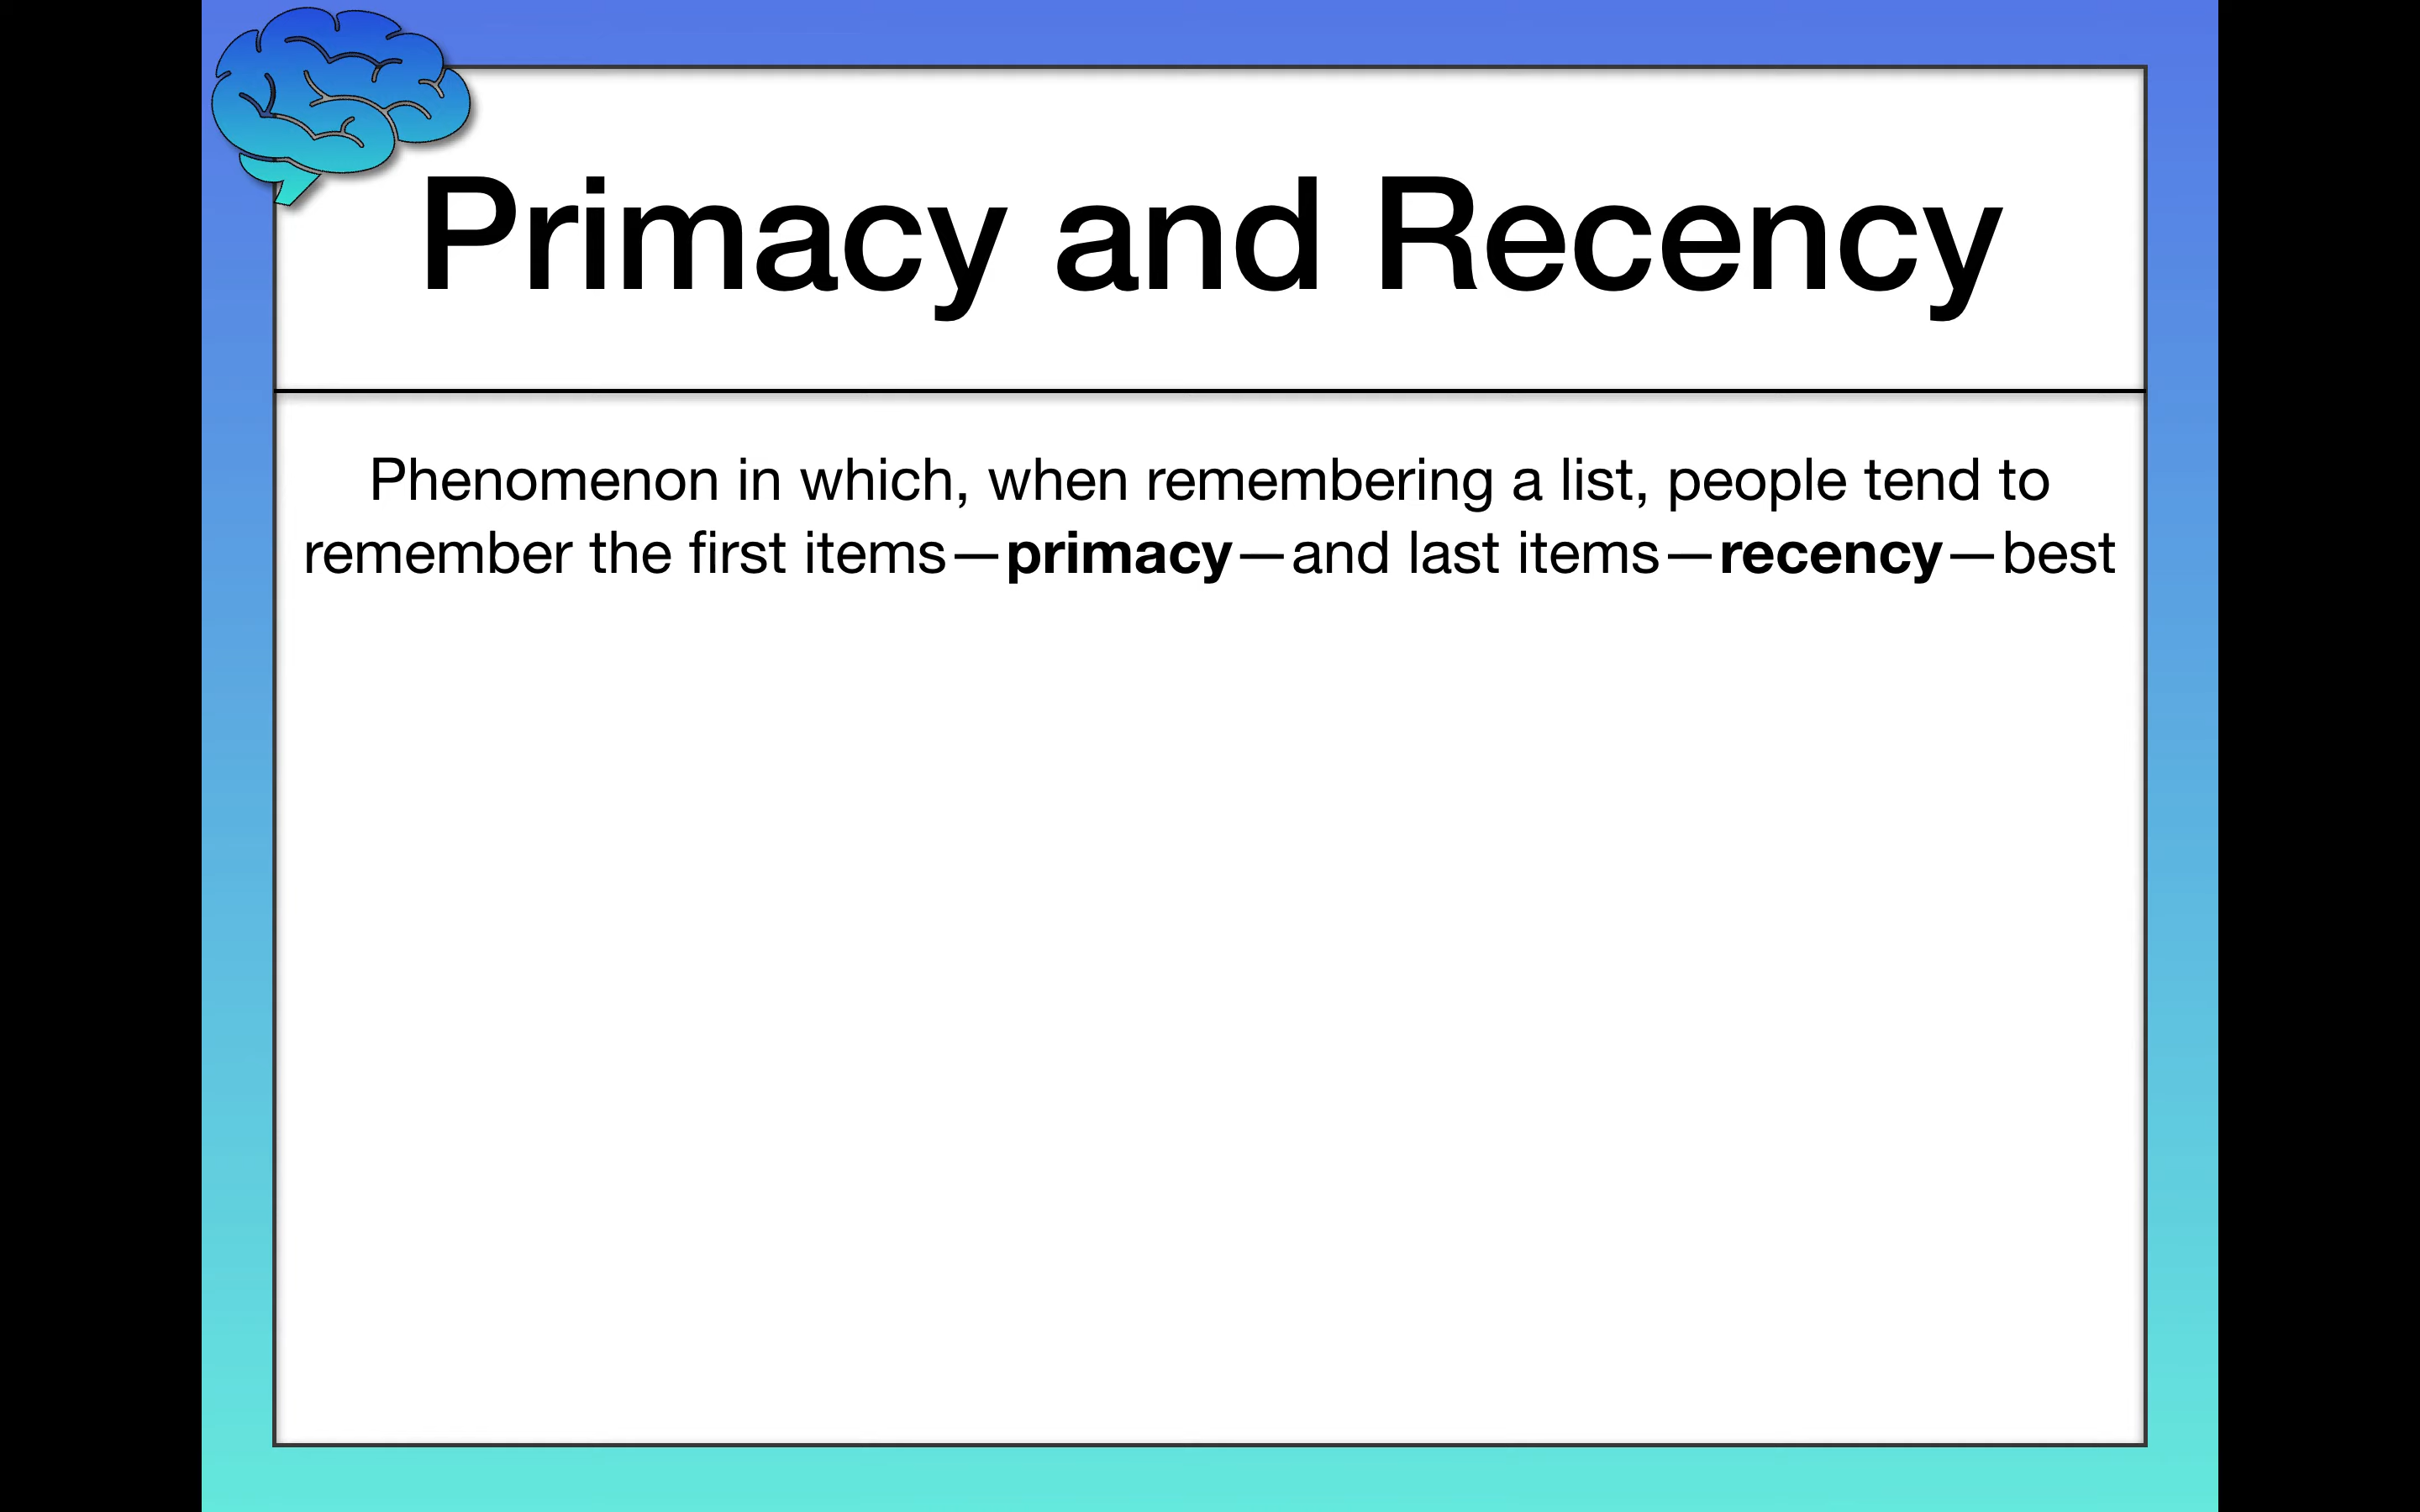 Primacy and Recency
Phenomenon in which, when remembering a list, people tend to
remember the first items—primacy—and last items—recency—best